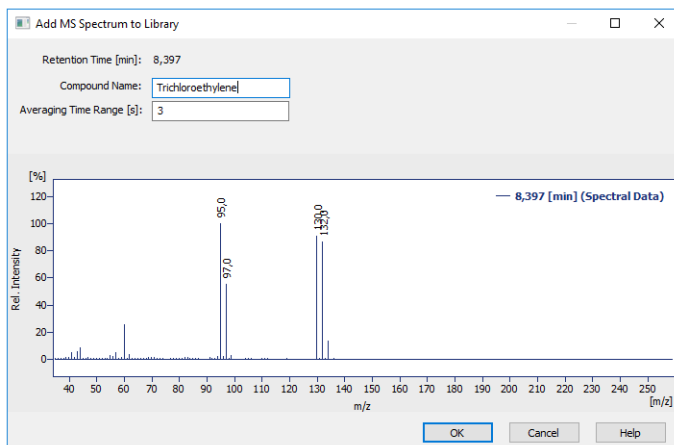 Add MS Spectrum to Library
Retention Time [min]: 8,397
Compound Name: Trichloroethylene
Averaging Time Range [s]: 3
[%]
120
100
80
60
40
20
0
Rel. Intensity
95,0
97,0
130,0
132,0
8,397 [min] (Spectral Data)
40 50 60 70 80 90 100 110 120 130 140 150 160 170 180 190 200 210 220 230 240 250
m/z
[m/z]
OK Cancel Help